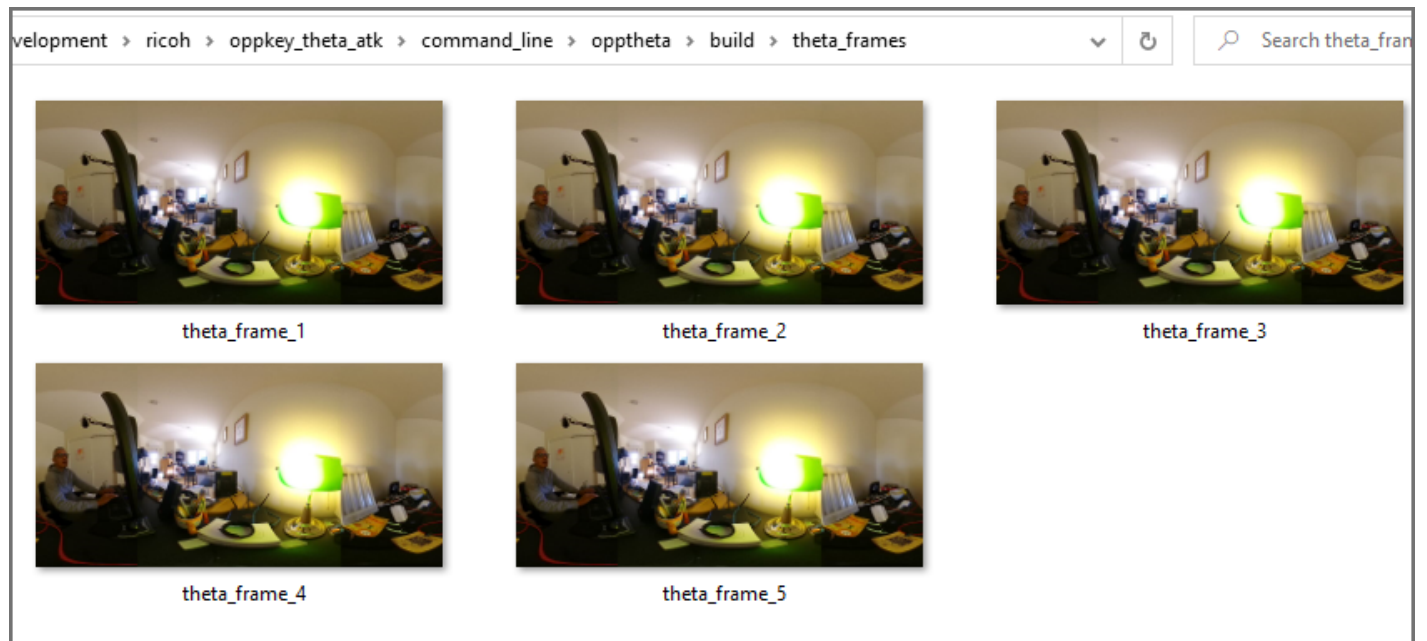 velopment > ricoh > oppkey_theta_atk > command_line > opptheta > build > theta_frames
Search theta_fran
theta_frame_1
theta_frame_2
theta_frame_3
theta_frame_4
theta_frame_5